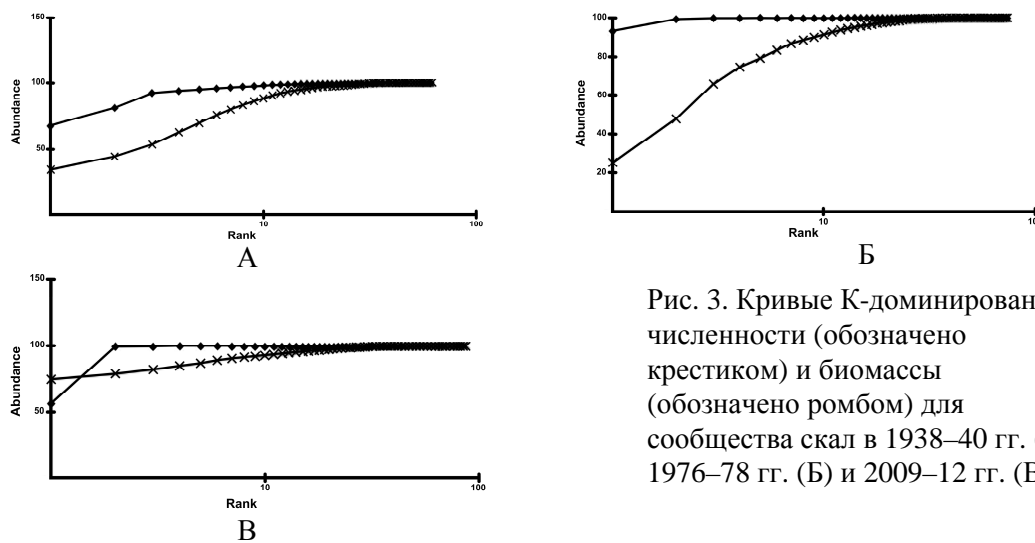 150
100
50
Abundance
10
100
Rank
А
100
80
60
40
20
Abundance
10
Rank
Б
150
100
50
Abundance
10
100
Rank
В
Рис. 3. Кривые К-доминирован
численности (обозначено
крестиком) и биомассы
(обозначено ромбом) для
сообщества скал в 1938–40 гг.
1976–78 гг. (Б) и 2009–12 гг.